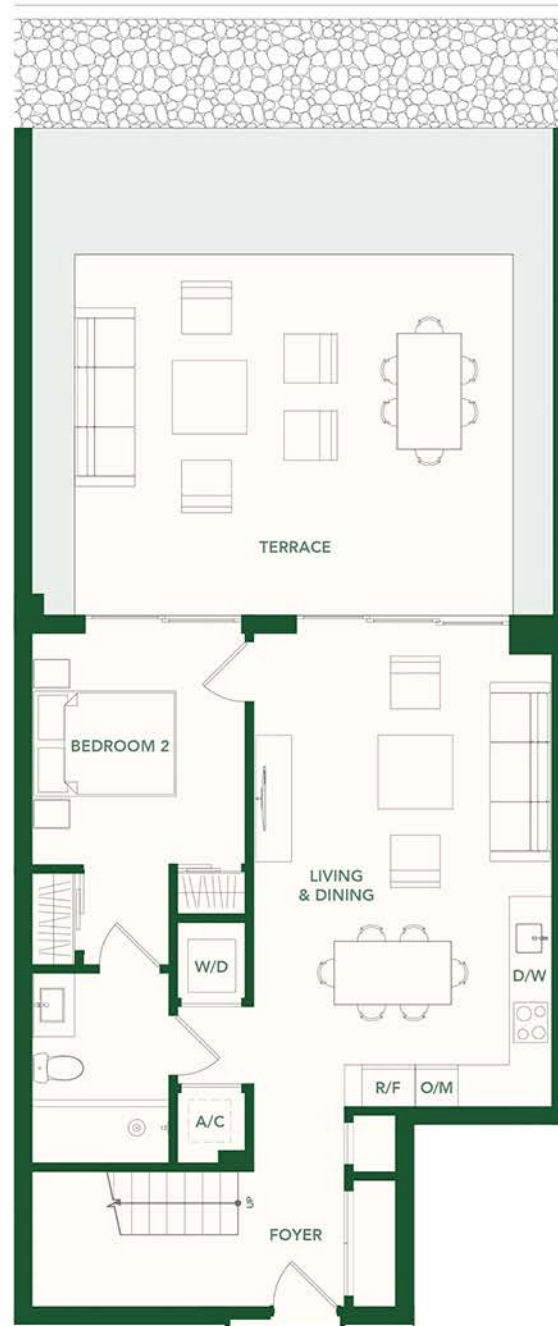 TERRACE
BEDROOM 2
LIVING
& DINING
W/D
D/W
R/F
O/M
A/C
UP
FOYER